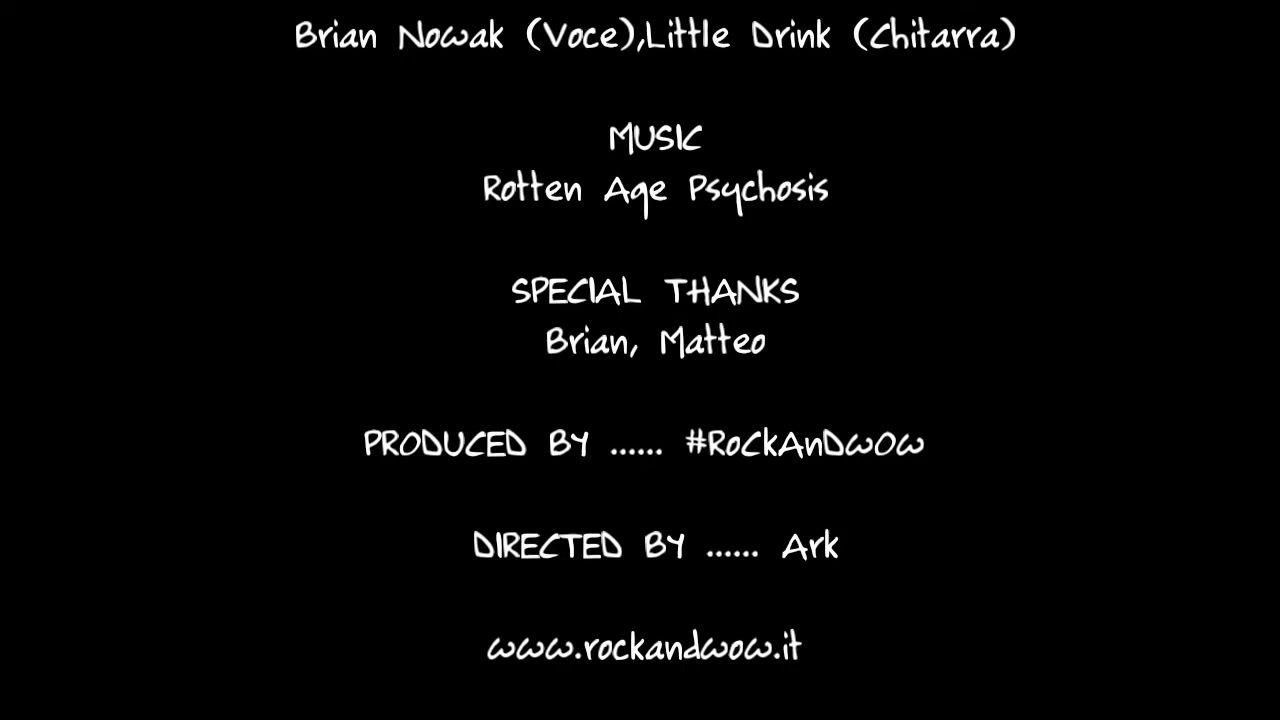 Brian Nowak (Voce),Little Drink (Chitarra)
MUSIC
Rotten Age Psychosis
SPECIAL THANKS
Brian, Matteo
PRODUCED BY ...... #RoCkAnDwOw
DIRECTED BY ...... Ark
www.rockandwow.it